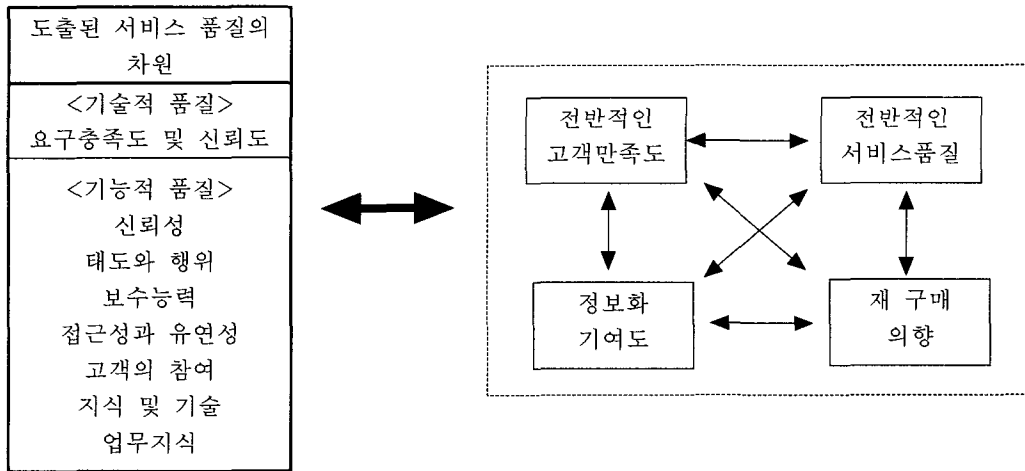 도출된 서비스 품질의
차원
<기술적 품질>
요구충족도 및 신뢰도
<기능적 품질>
신뢰성
태도와 행위
보수능력
접근성과 유연성
고객의 참여
지식 및 기술
업무지식
전반적인
고객만족도
전반적인
서비스품질
정보화
기여도
재 구매
의향